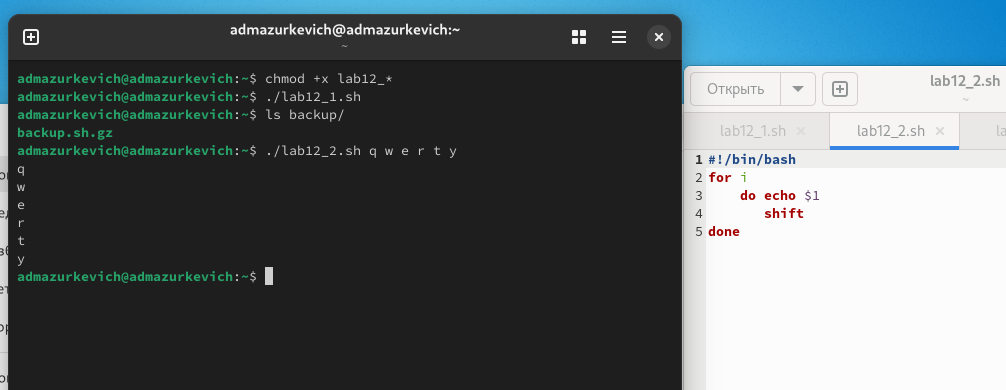 admazurkevich@admazurkevich:~
~
admazurkevich@admazurkevich:~$ chmod +x lab12_*
admazurkevich@admazurkevich:~$ ./lab12_1.sh
admazurkevich@admazurkevich:~$ ls backup/
backup.sh.gz
admazurkevich@admazurkevich:~$ ./lab12_2.sh q w e r t y
q
w
e
r
t
y
admazurkevich@admazurkevich:~$
Открыть
lab12_2.sh
~
lab12_1.sh ×
lab12_2.sh ×
1 #!/bin/bash
2 for i
3 do echo $1
4 shift
5 done